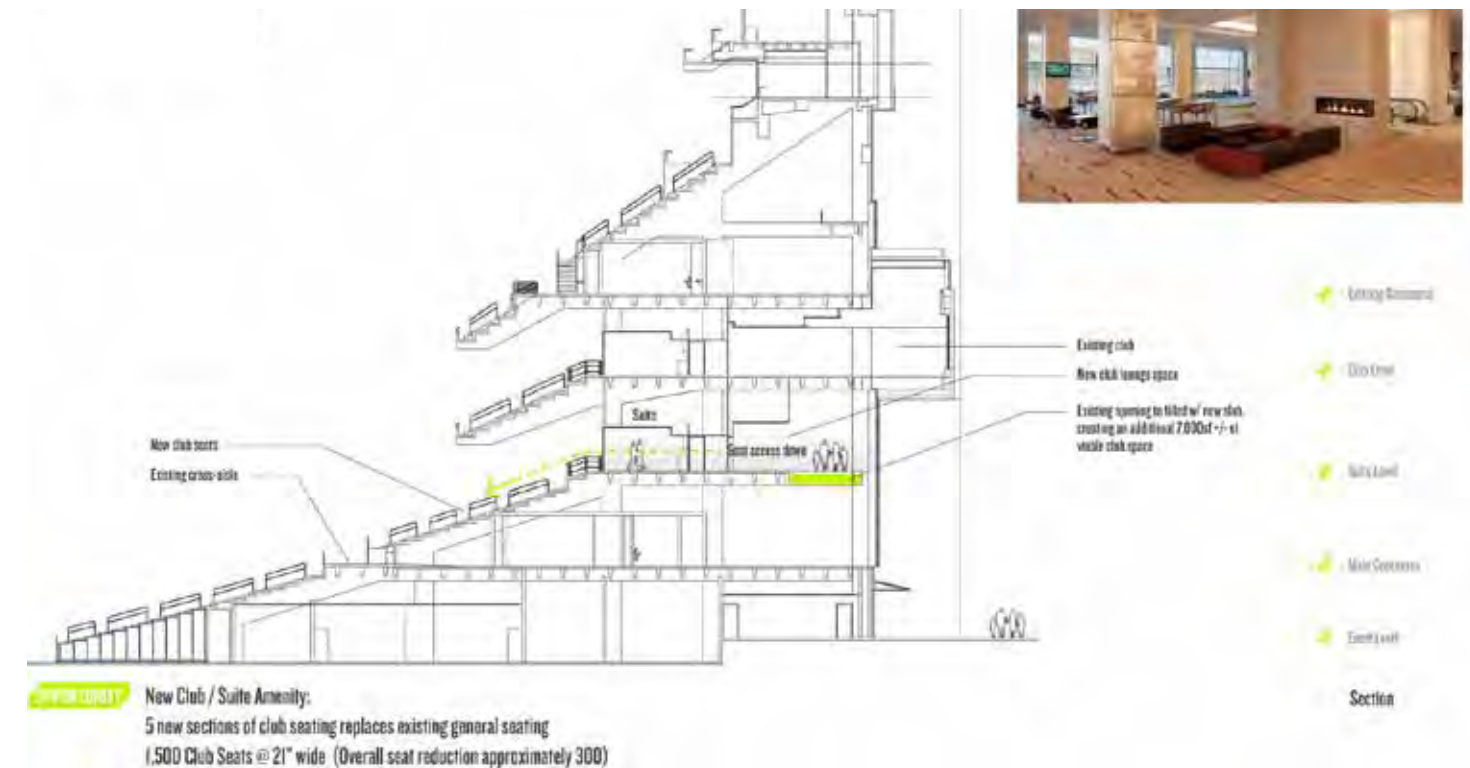 Existing club
New club lounge space
Existing opening to filled w/ new slab,
creating an additional 7,000sf +/- of
viable club space
Suite
Seat access down
New club seats
Existing cross-aisle
Club Level
Suite Level
Main Concourse
Event Level
Section
New Club / Suite Amenity:
5 new sections of club seating replaces existing general seating
1,500 Club Seats @ 21" wide (Overall seat reduction approximately 300)